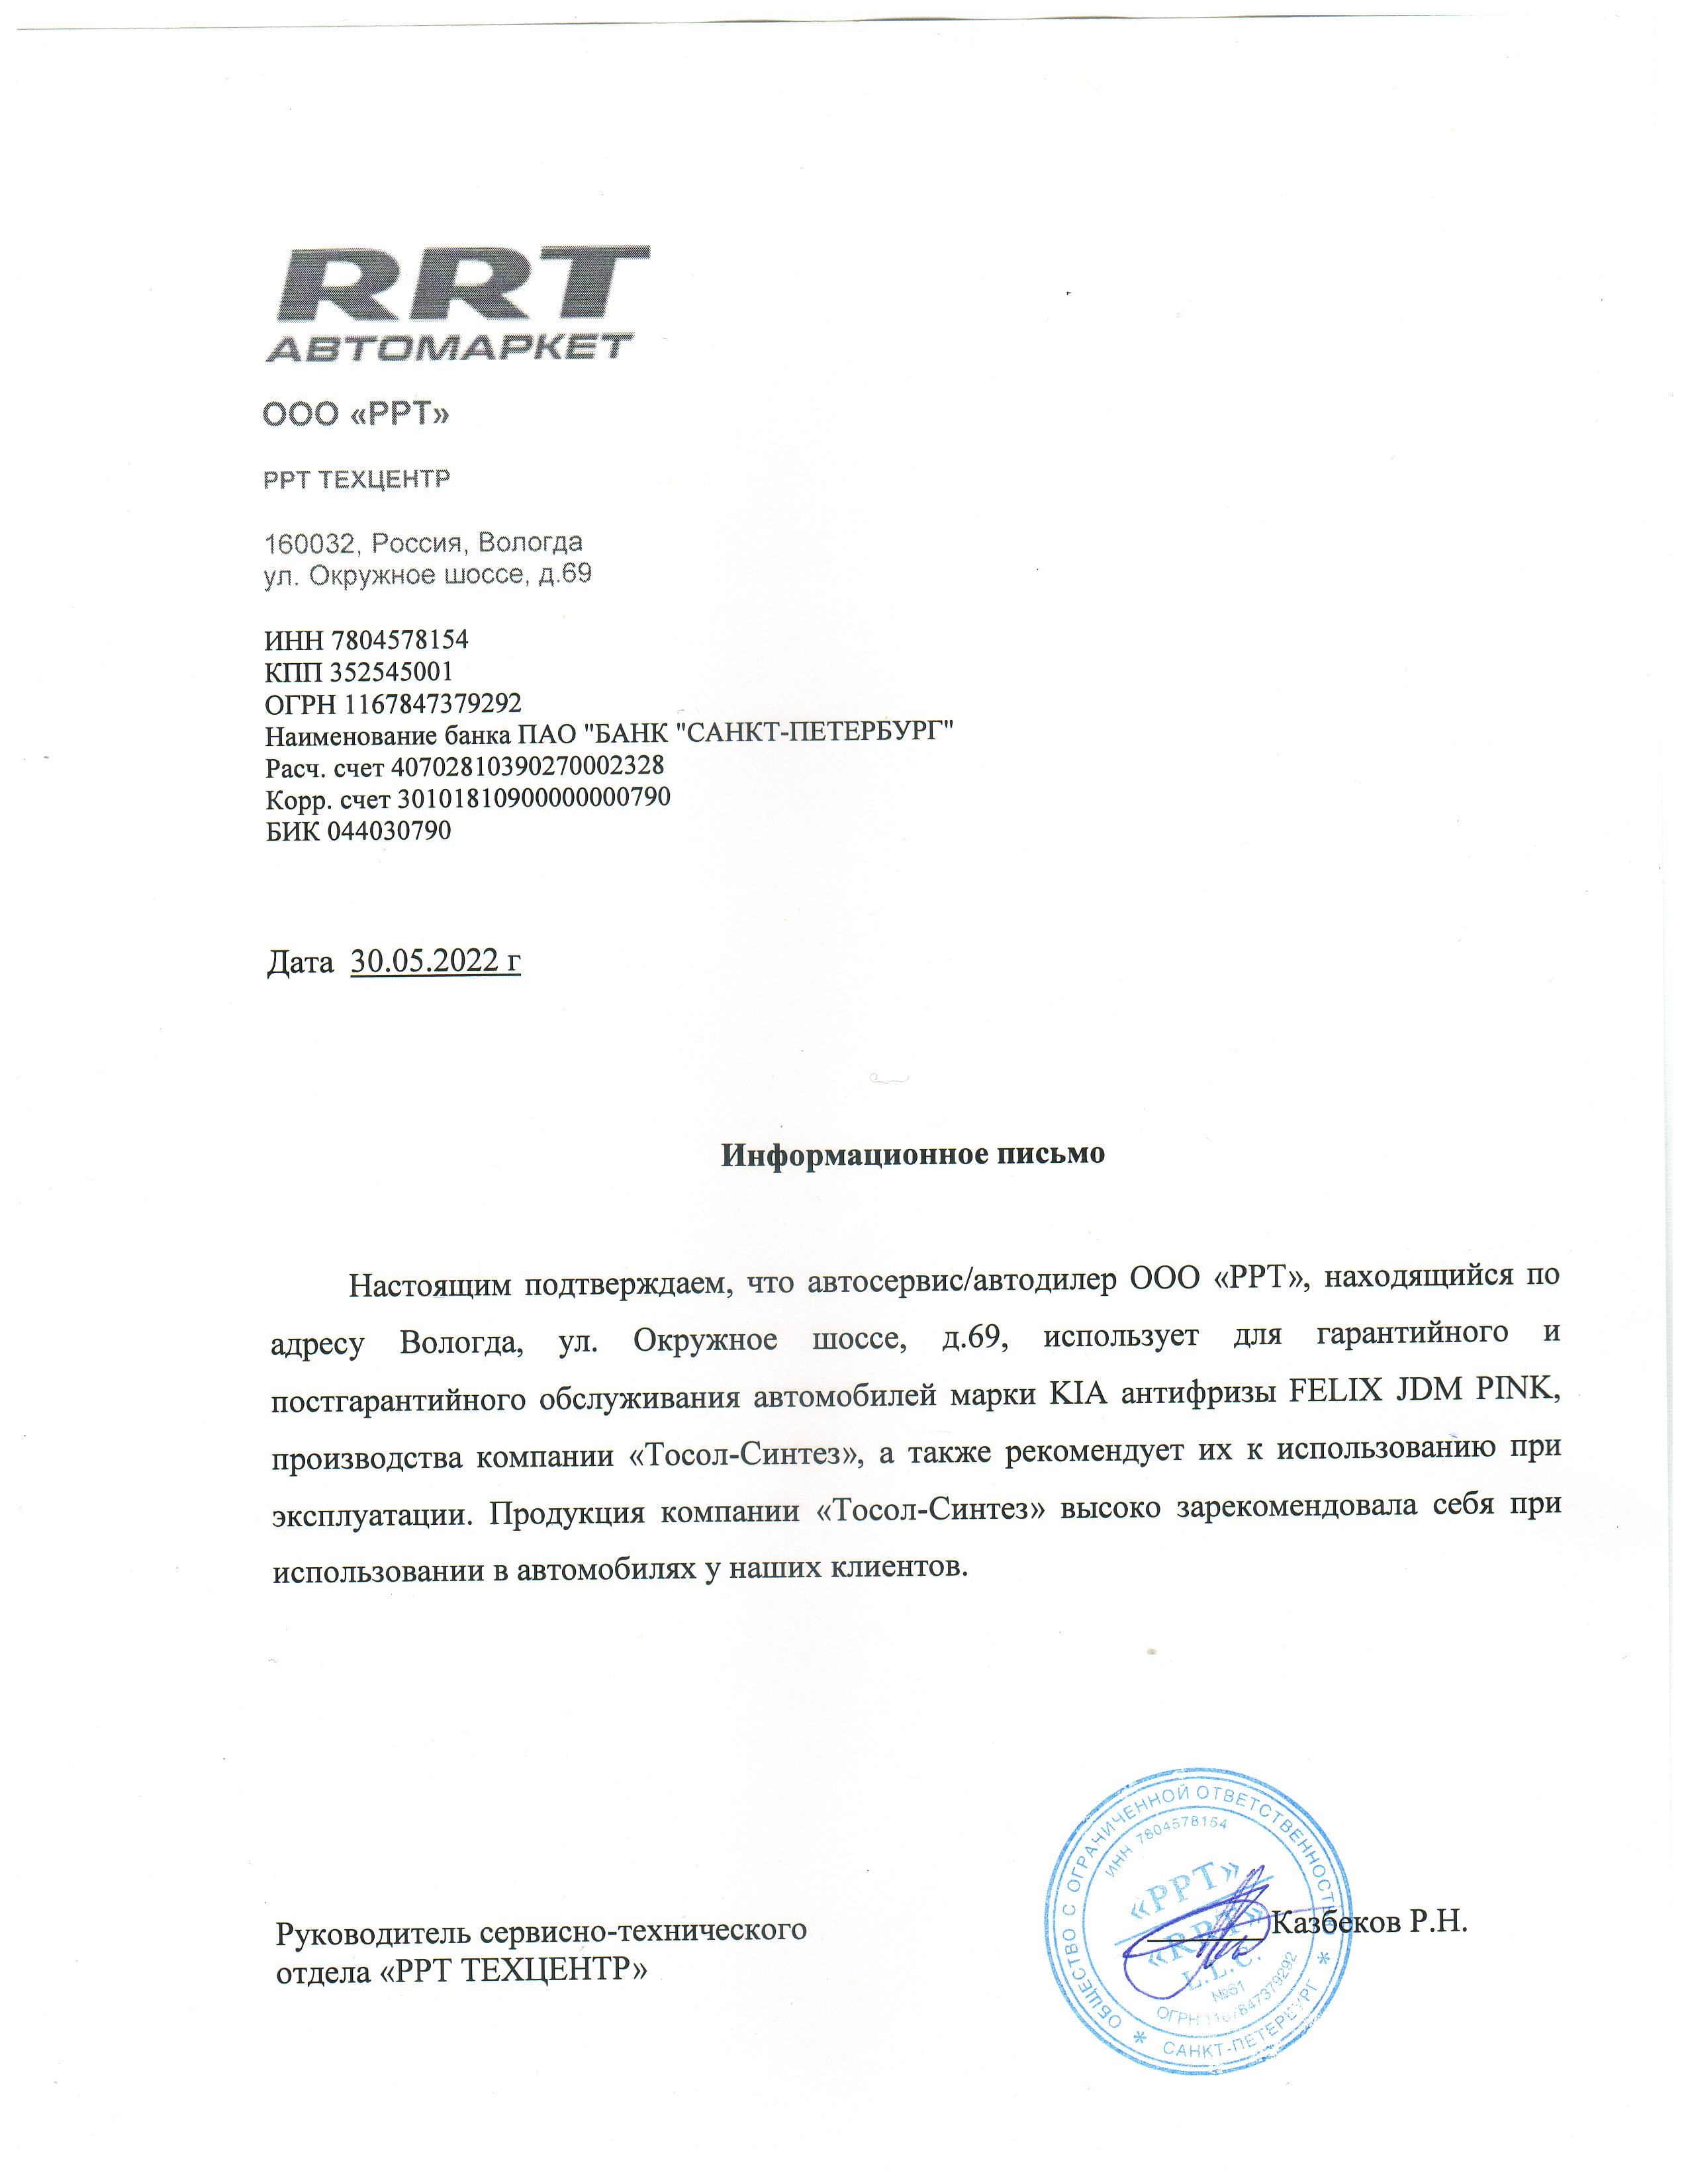 RRT
АВТОМАРКЕТ
ООО «РРТ»
РРТ ТЕХЦЕНТР
160032, Россия, Вологда
ул. Окружное шоссе, д.69
ИНН 7804578154
КПП 352545001
ОГРН 1167847379292
Наименование банка ПАО "БАНК "САНКТ-ПЕТЕРБУРГ"
Расч. счет 40702810390270002328
Корр. счет 30101810900000000790
БИК 044030790
Дата 30.05.2022 г
Информационное письмо
Настоящим подтверждаем, что автосервис/автодилер ООО «РРТ», находящийся по
адресу Вологда, ул. Окружное шоссе, д.69, использует для гарантийного и
постгарантийного обслуживания автомобилей марки KIA антифризы FELIX JDM PINK,
производства компании «Тосол-Синтез», а также рекомендует их к использованию при
эксплуатации. Продукция компании «Тосол-Синтез» высоко зарекомендовала себя при
использовании в автомобилях у наших клиентов.
Руководитель сервисно-технического
отдела «РРТ ТЕХЦЕНТР»
Казбеков Р.Н.
ОБЩЕСТВО С ОГРАНИЧЕННОЙ ОТВЕТСТВЕННОСТЬЮ
* САНКТ-ПЕТЕРБУРГ *
ИНН 7804578154
«РРТ»
«RRT»
L.L.C.
№61
ОГРН 1167847379292